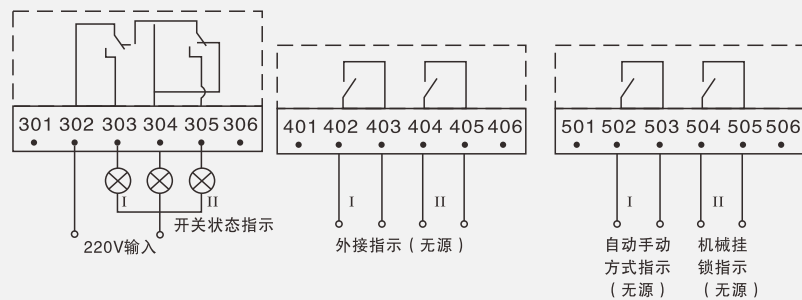 301 302 303 304 305 306
401 402 403 404 405 406
501 502 503 504 505 506
I
II
开关状态指示
220V输入
I
II
外接指示(无源)
I
II
自动手动
方式指示
(无源)
机械挂
锁指示
(无源)